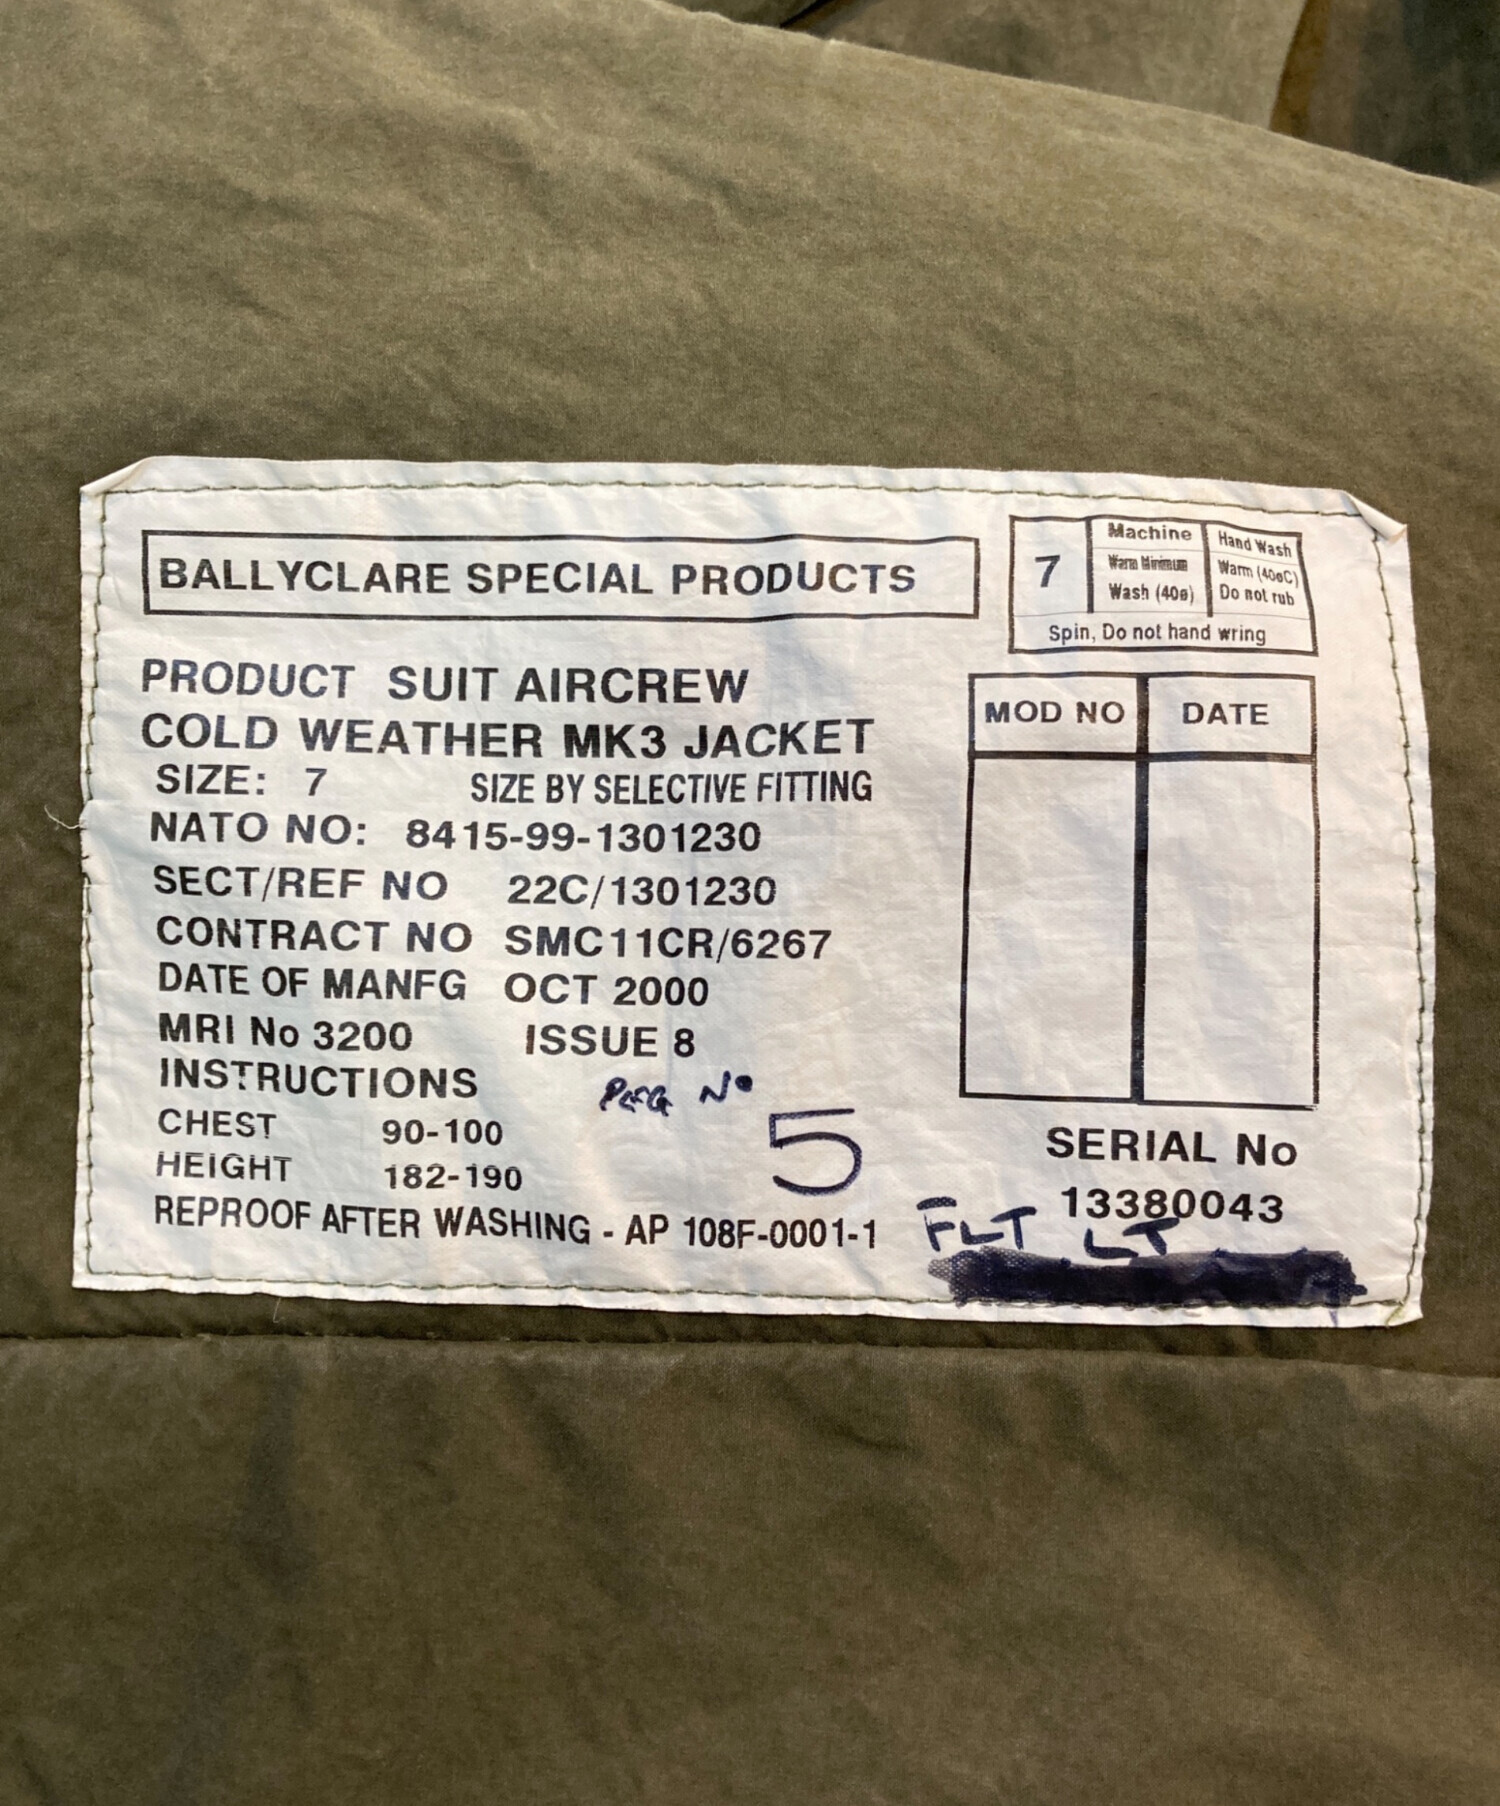 BALLYCLARE SPECIAL PRODUCTS
7
Machine
Warm Minimum
Wash (40ø)
Hand Wash
Warm (40øC)
Do not rub
Spin, Do not hand wring
PRODUCT SUIT AIRCREW
COLD WEATHER MK3 JACKET
SIZE: 7 SIZE BY SELECTIVE FITTING
NATO NO: 8415-99-1301230
SECT/REF NO 22C/1301230
CONTRACT NO SMC11CR/6267
DATE OF MANFG OCT 2000
MRI No 3200 ISSUE 8
INSTRUCTIONS
PEG No
5
CHEST 90-100
HEIGHT 182-190
REPROOF AFTER WASHING - AP 108F-0001-1
MOD NO DATE
SERIAL No
13380043
FLT LT